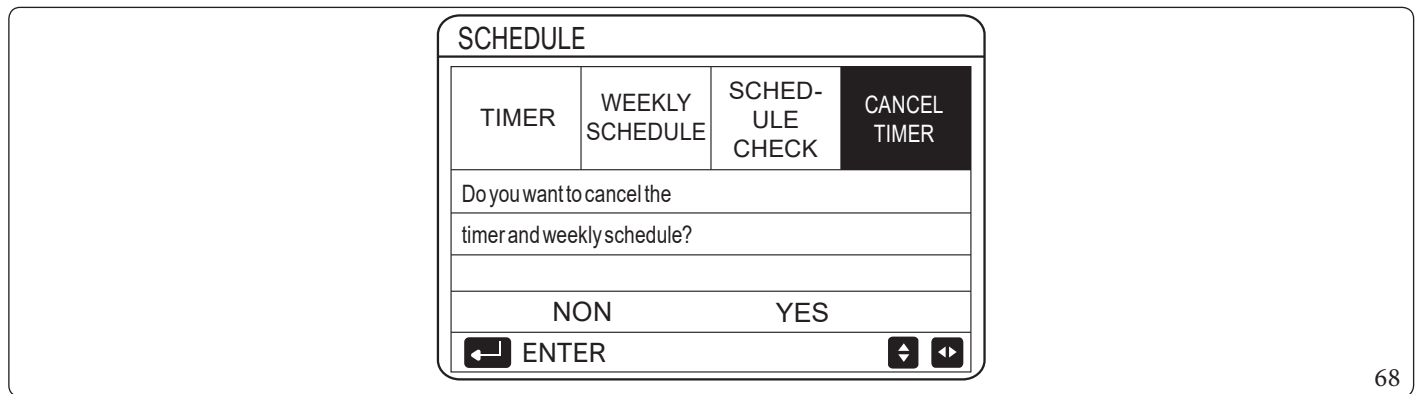 SCHEDULE
TIMER
WEEKLY
SCHEDULE
SCHED-
ULE
CHECK
CANCEL
TIMER
Do you want to cancel the
timer and weekly schedule?
NON YES
ENTER
68